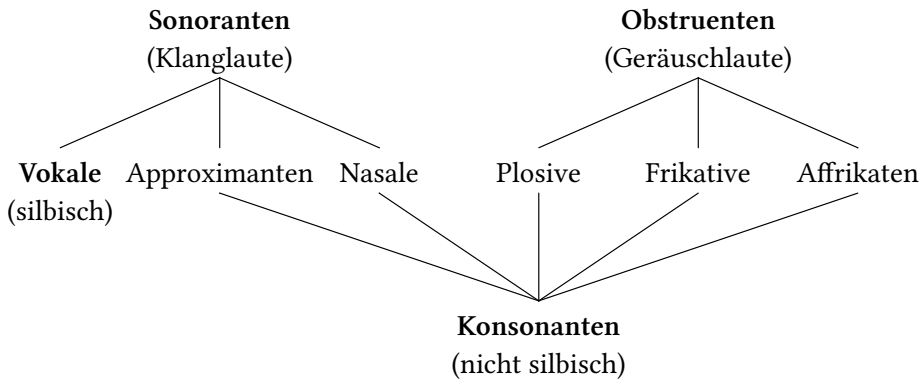 Sonoranten Obstruenten
(Klanglaute) (Geräuschlaute)
Vokale Approximanten Nasale Plosive Frikative Affrikaten
(silbisch)
Konsonanten
(nicht silbisch)